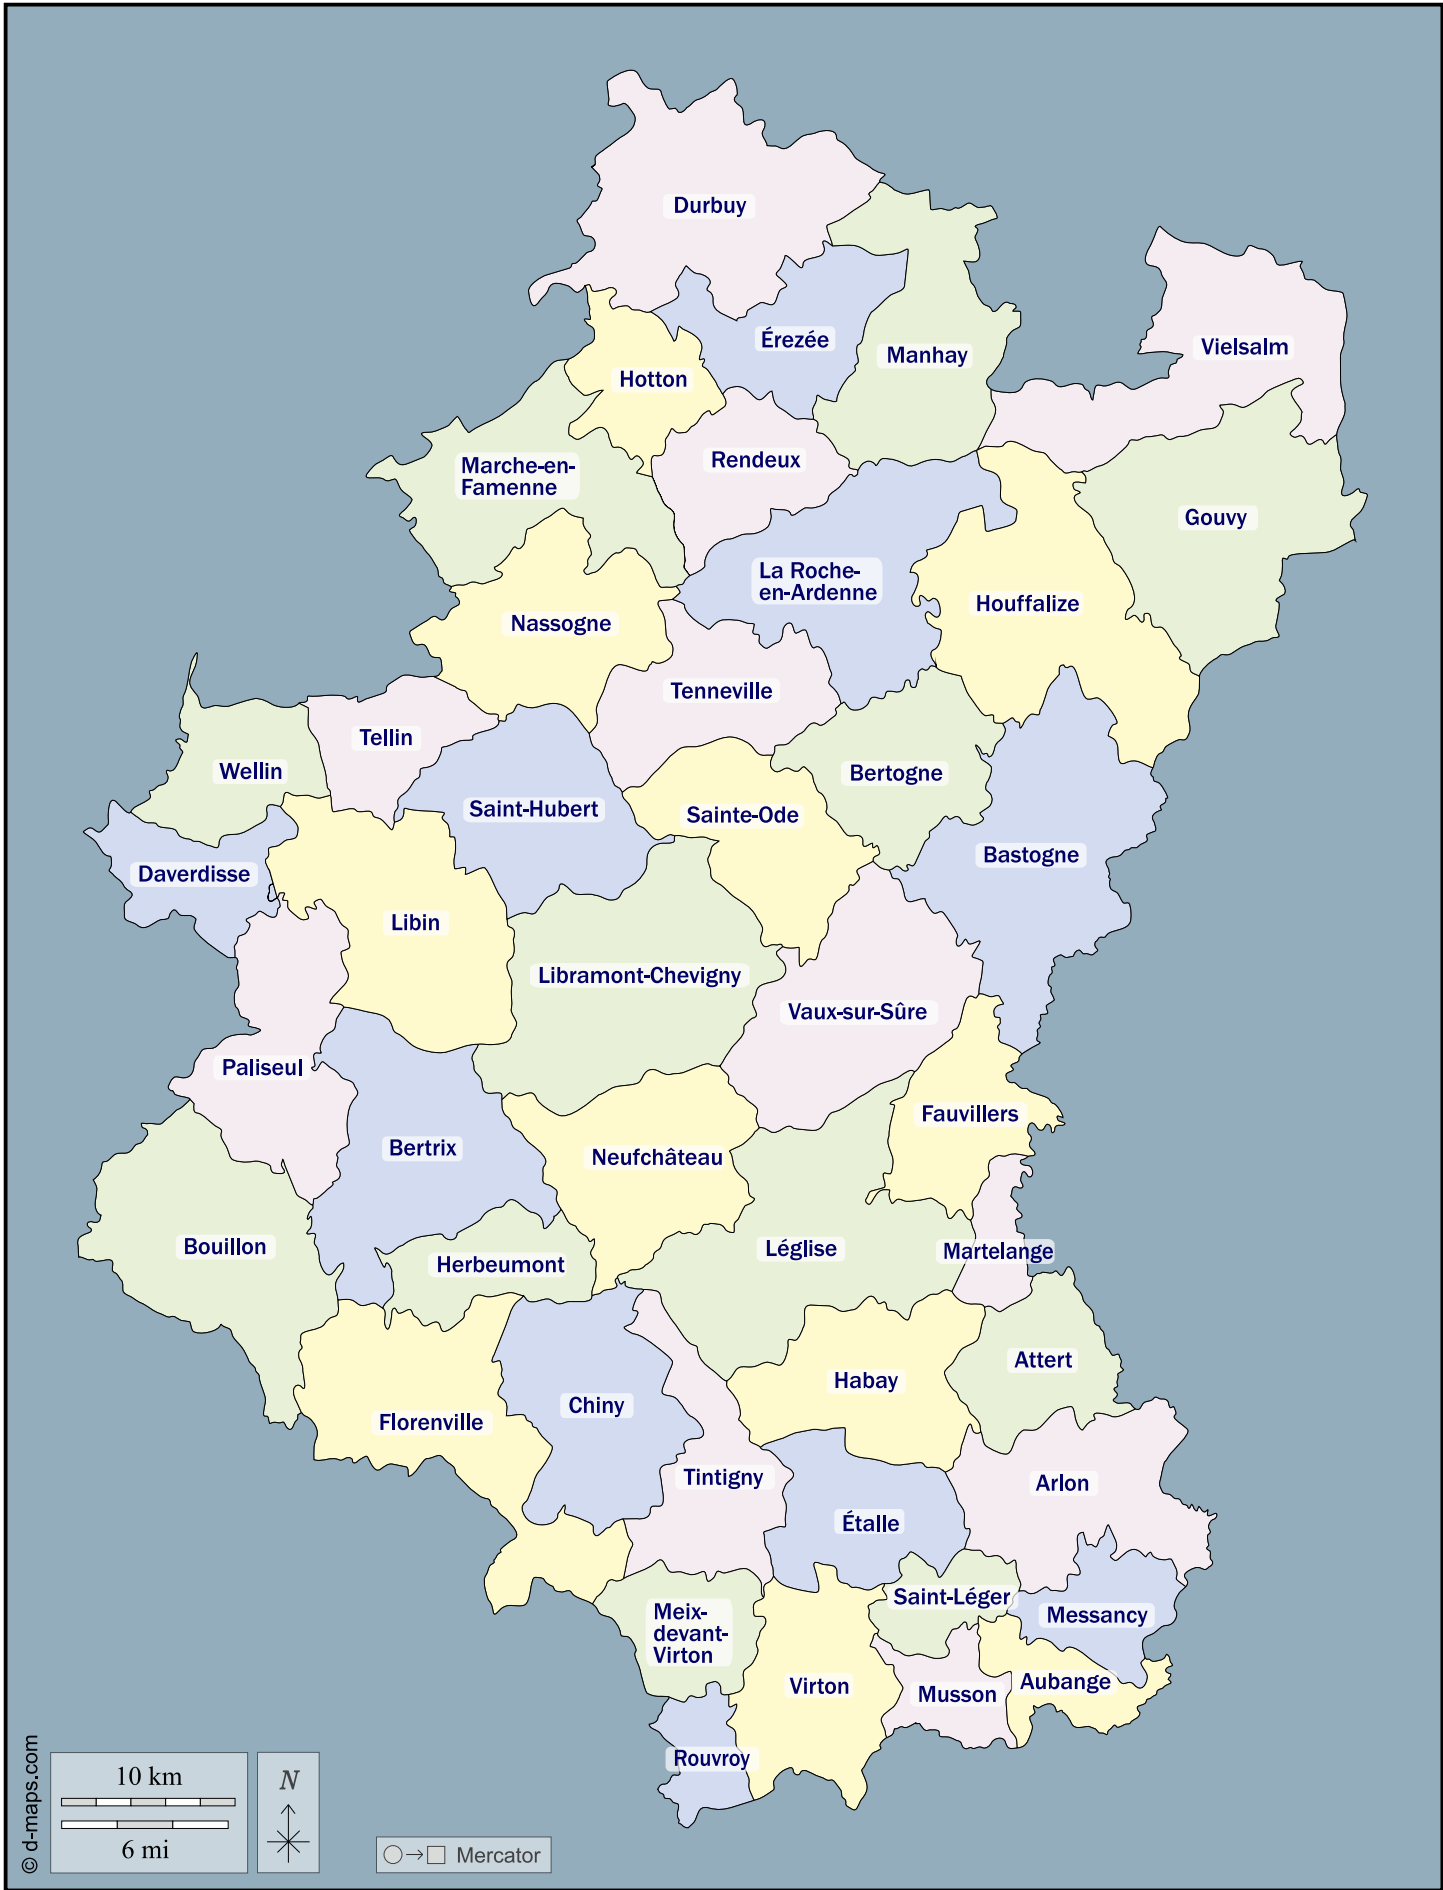 Durbuy
Érezée
Manhay
Vielsalm
Hotton
Rendeux
Marche-en-
Famenne
Gouvy
La Roche-
en-Ardenne
Houffalize
Nassogne
Tenneville
Tellin
Wellin
Bertogne
Saint-Hubert
Sainte-Ode
Bastogne
Daverdisse
Libin
Libramont-Chevigny
Vaux-sur-Sûre
Paliseul
Fauvillers
Bertrix
Neufchâteau
Bouillon
Herbeumont
Léglise
Martelange
Attert
Habay
Chiny
Florenville
Tintigny
Arlon
Étalle
Saint-Léger
Messancy
Meix-
devant-
Virton
Virton
Musson
Aubange
Rouvroy
© d-maps.com
10 km
6 mi
N
Mercator